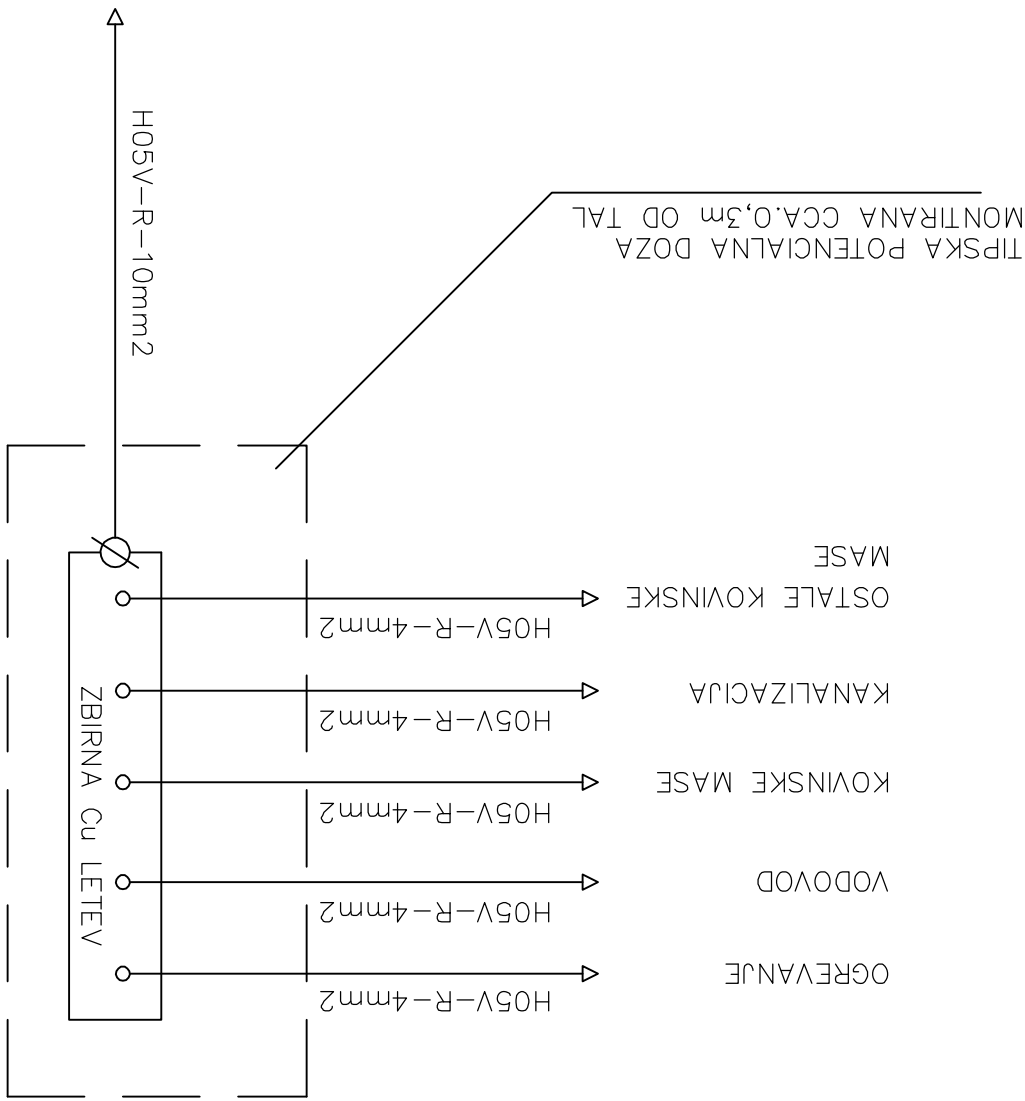 H05V-R-10mm2
TIPSKA POTENCIALNA DOZA
MONTIRANA CCA.0,3m OD TAL
ZBIRNA Cu LETEV
OGREVANJE
H05V-R-4mm2
VODOVOD
H05V-R-4mm2
KOVINSKE MASE
H05V-R-4mm2
KANALIZACIJA
H05V-R-4mm2
OSTALE KOVINSKE
MASE
H05V-R-4mm2